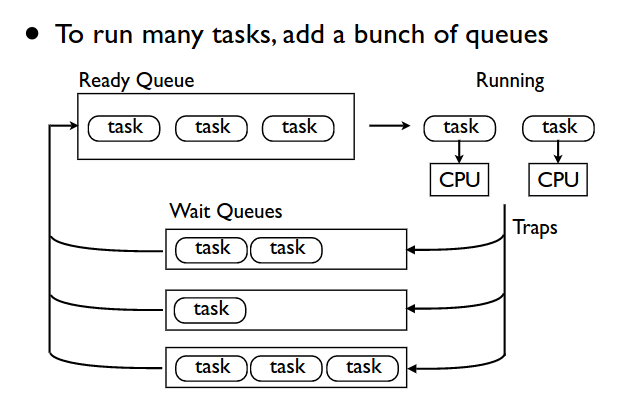 ● To run many tasks, add a bunch of queues
Ready Queue
Running
task task task
task task
CPU CPU
Wait Queues
Traps
task task
task
task task task